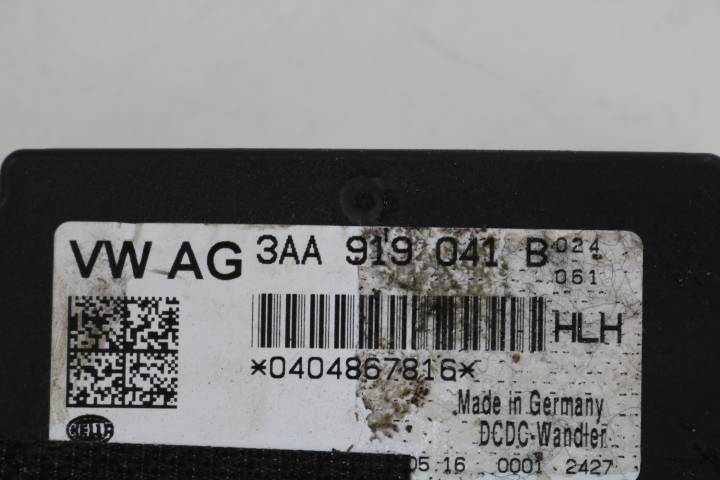 VW AG 3AA 919 041 B 024
061
HLH
*0404867816*
Made in Germany
HELLA DCDC-Wandler
05 16 0001 2427